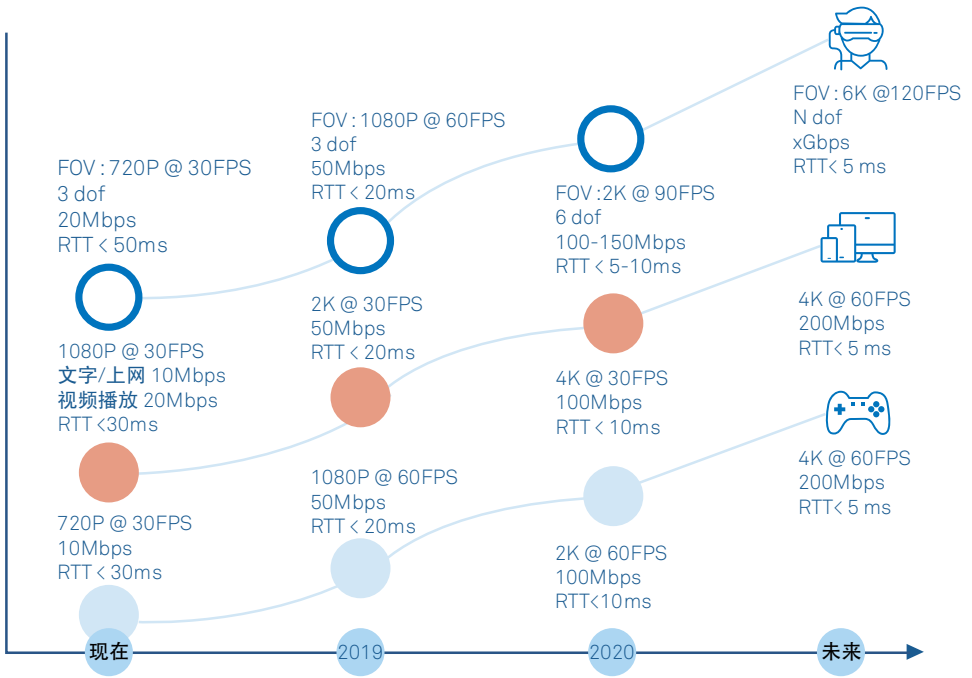 FOV : 720P @ 30FPS
3 dof
20Mbps
RTT < 50ms
FOV : 1080P @ 60FPS
3 dof
50Mbps
RTT < 20ms
FOV :2K @ 90FPS
6 dof
100-150Mbps
RTT < 5-10ms
FOV : 6K @120FPS
N dof
xGbps
RTT< 5 ms
1080P @ 30FPS
文字/上网 10Mbps
视频播放 20Mbps
RTT <30ms
2K @ 30FPS
50Mbps
RTT < 20ms
4K @ 30FPS
100Mbps
RTT < 10ms
4K @ 60FPS
200Mbps
RTT< 5 ms
720P @ 30FPS
10Mbps
RTT < 30ms
1080P @ 60FPS
50Mbps
RTT < 20ms
2K @ 60FPS
100Mbps
RTT<10ms
4K @ 60FPS
200Mbps
RTT< 5 ms
现在
2019
2020
未来